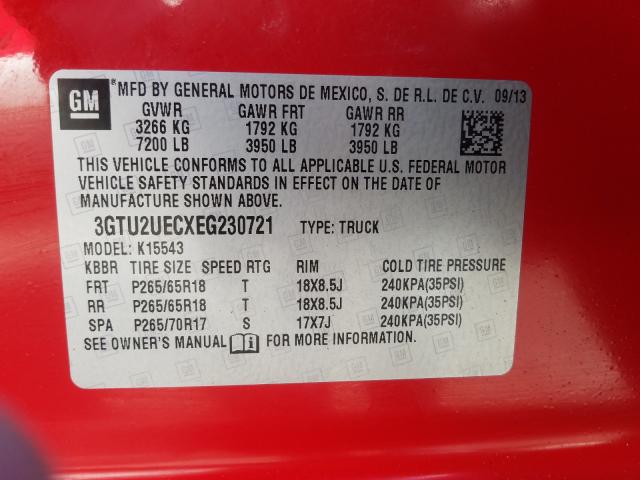 GM ® MFD BY GENERAL MOTORS DE MEXICO, S. DE R.L. DE C.V. 09/13
GVWR GAWR FRT GAWR RR
3266 KG 1792 KG 1792 KG
7200 LB 3950 LB 3950 LB
THIS VEHICLE CONFORMS TO ALL APPLICABLE U.S. FEDERAL MOTOR
VEHICLE SAFETY STANDARDS IN EFFECT ON THE DATE OF
MANUFACTURE SHOWN ABOVE.
3GTU2UECXEG230721 TYPE: TRUCK
MODEL: K15543
KBBR TIRE SIZE SPEED RTG RIM COLD TIRE PRESSURE
FRT P265/65R18 T 18X8.5J 240KPA(35PSI)
RR P265/65R18 T 18X8.5J 240KPA(35PSI)
SPA P265/70R17 S 17X7J 240KPA(35PSI)
SEE OWNER'S MANUAL i FOR MORE INFORMATION.